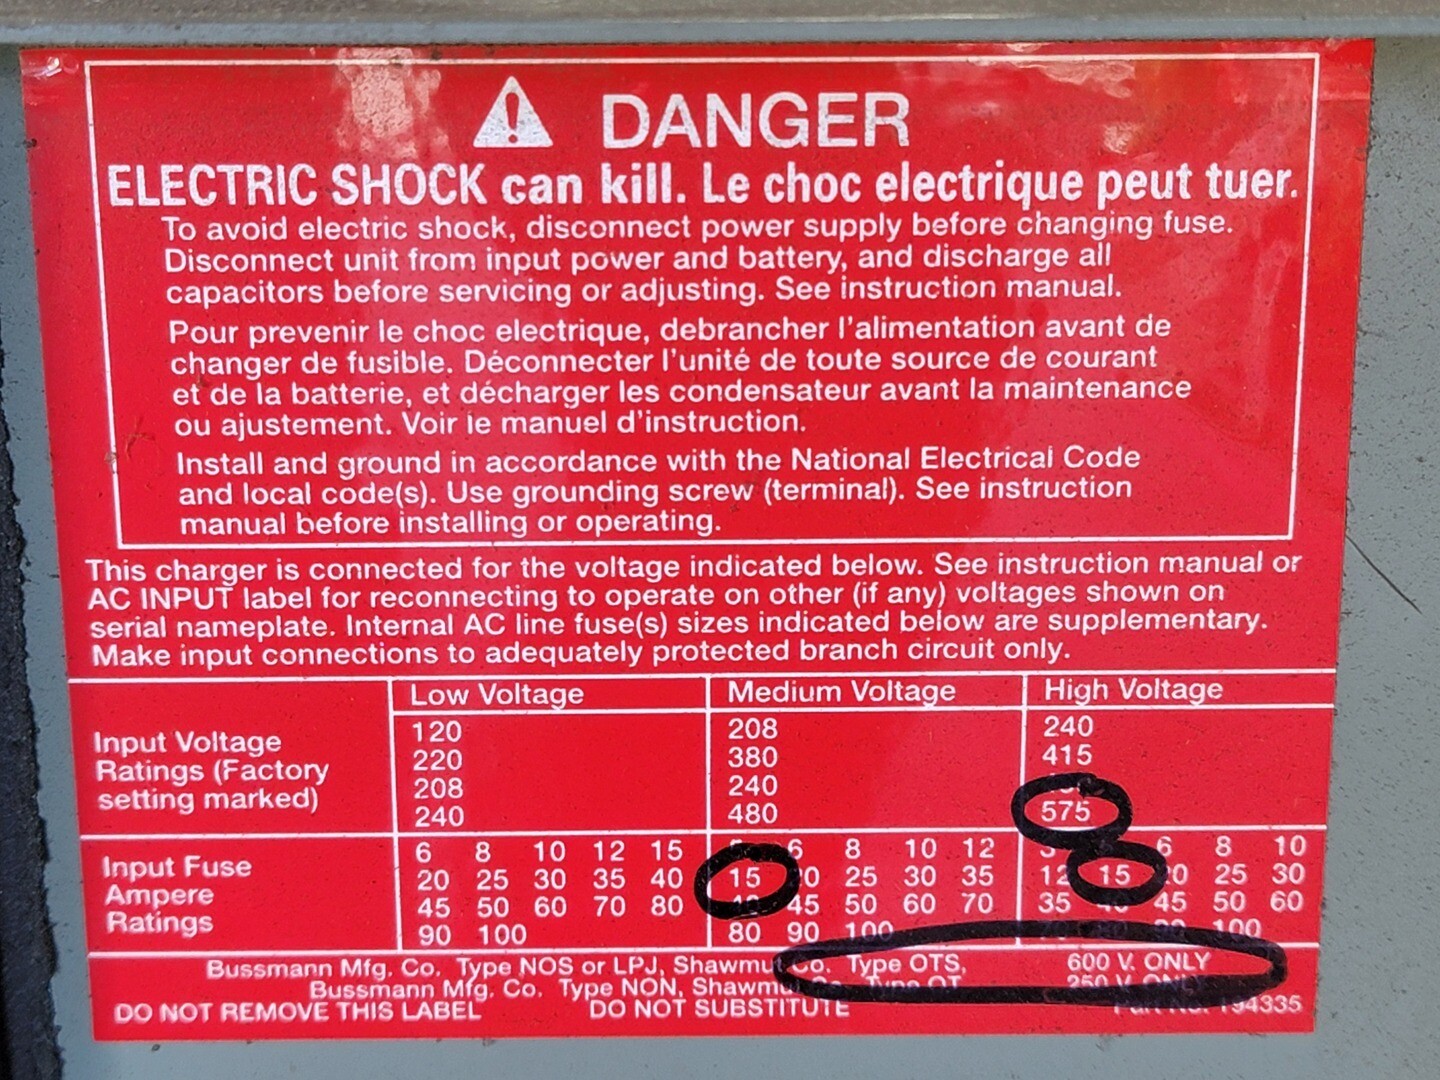 DANGER
ELECTRIC SHOCK can kill. Le choc electrique peut tuer.
To avoid electric shock, disconnect power supply before changing fuse.
Disconnect unit from input power and battery, and discharge all
capacitors before servicing or adjusting. See instruction manual.
Pour prevenir le choc electrique, debrancher l'alimentation avant de
changer de fusible. Déconnecter l'unité de toute source de courant
et de la batterie, et décharger les condensateur avant la maintenance
ou ajustement. Voir le manuel d'instruction.
Install and ground in accordance with the National Electrical Code
and local code(s). Use grounding screw (terminal). See instruction
manual before installing or operating.
This charger is connected for the voltage indicated below. See instruction manual or
AC INPUT label for reconnecting to operate on other (if any) voltages shown on
serial nameplate. Internal AC line fuse(s) sizes indicated below are supplementary.
Make input connections to adequately protected branch circuit only.
Low Voltage Medium Voltage High Voltage
Input Voltage
Ratings (Factory
setting marked)
120 208 240
220 380 415
208 240
240 480 575
Input Fuse
Ampere
Ratings
6 8 10 12 15 6 8 10 12 3 6 8 10
20 25 30 35 40 15 25 30 35 12 15 25 30
45 50 60 70 80 45 50 60 70 35 45 50 60
90 100 80 90 100 100
Bussmann Mfg. Co. Type NOS or LPJ, Shawmut Co. Type OTS, 600 V. ONLY
Bussmann Mfg. Co. Type NON, Shawmut Co. Type OT 250 V. ONLY
DO NOT REMOVE THIS LABEL DO NOT SUBSTITUTE Part No. 194335